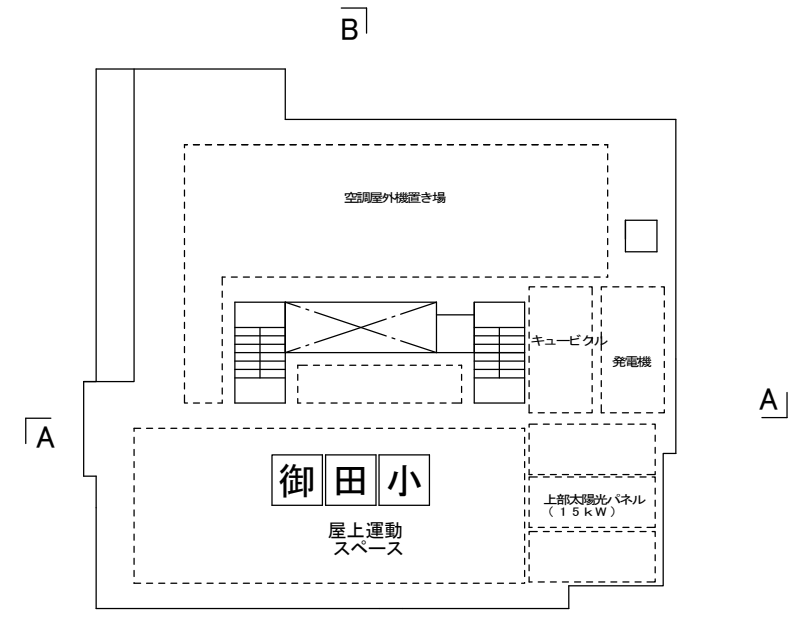 B
空調屋外機置き場
キュービクル
発電機
A
A
御田小
上部太陽光パネル
(１５ｋＷ)
屋上運動
スペース